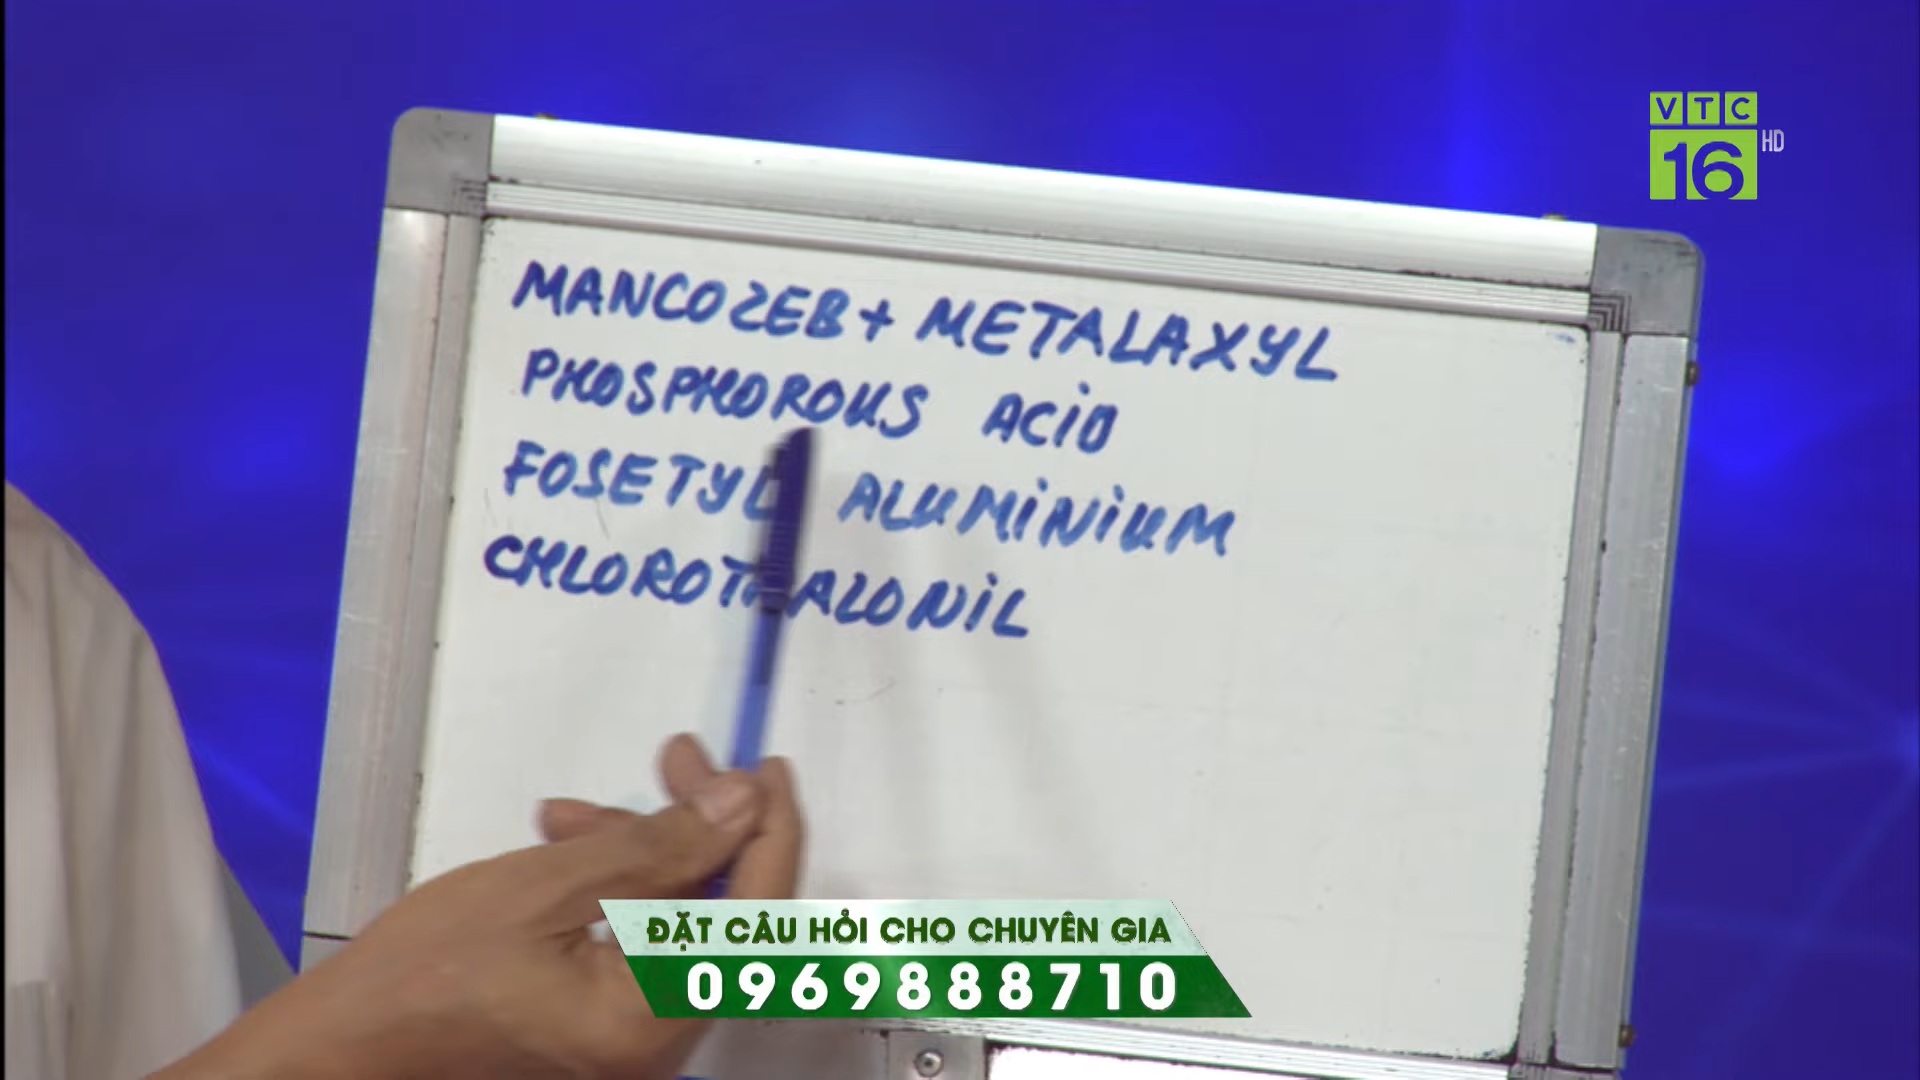 VTC
16 HD
MANCOZEB + METALAXYL
PHOSPHOROUS ACiD
FOSETYL ALUMiNiUM
CHLOROTHALONiL
ĐẶT CÂU HỎI CHO CHUYÊN GIA
0969888710